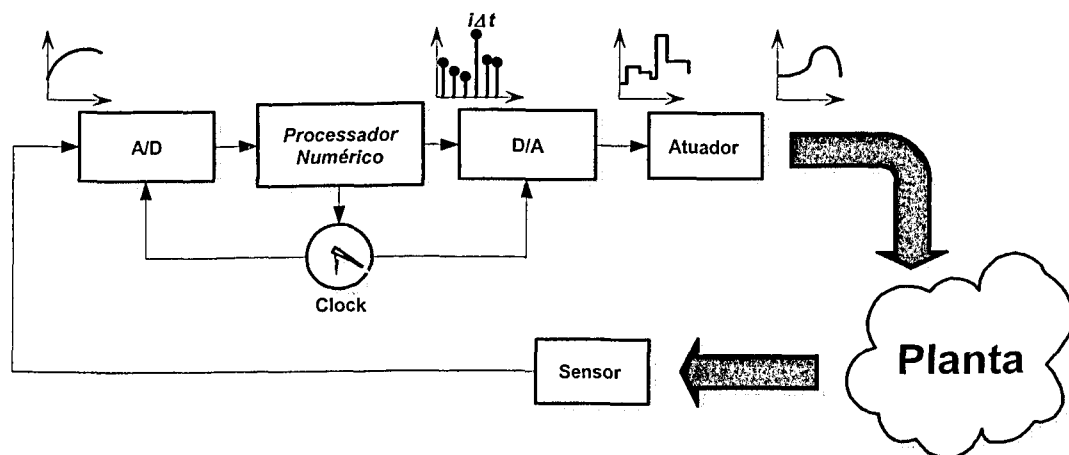 iΔt
A/D
Processador
Numérico
D/A
Atuador
Clock
Sensor
Planta